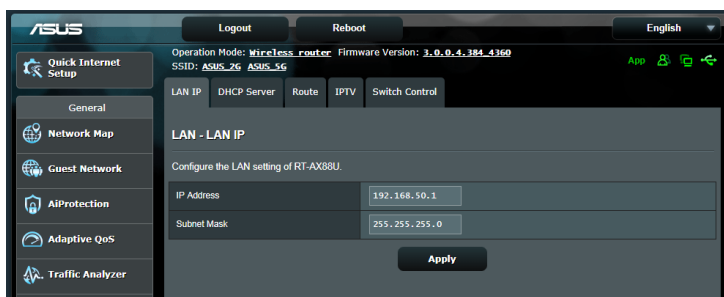 ASUS
Logout
Reboot
English
Quick Internet
Setup
General
Network Map
Guest Network
AiProtection
Adaptive QoS
Traffic Analyzer
Operation Mode: Wireless router Firmware Version: 3.0.0.4.384_4360
SSID: ASUS_2G ASUS_5G
App
LAN IP DHCP Server Route IPTV Switch Control
LAN - LAN IP
Configure the LAN setting of RT-AX88U.
IP Address 192.168.50.1
Subnet Mask 255.255.255.0
Apply